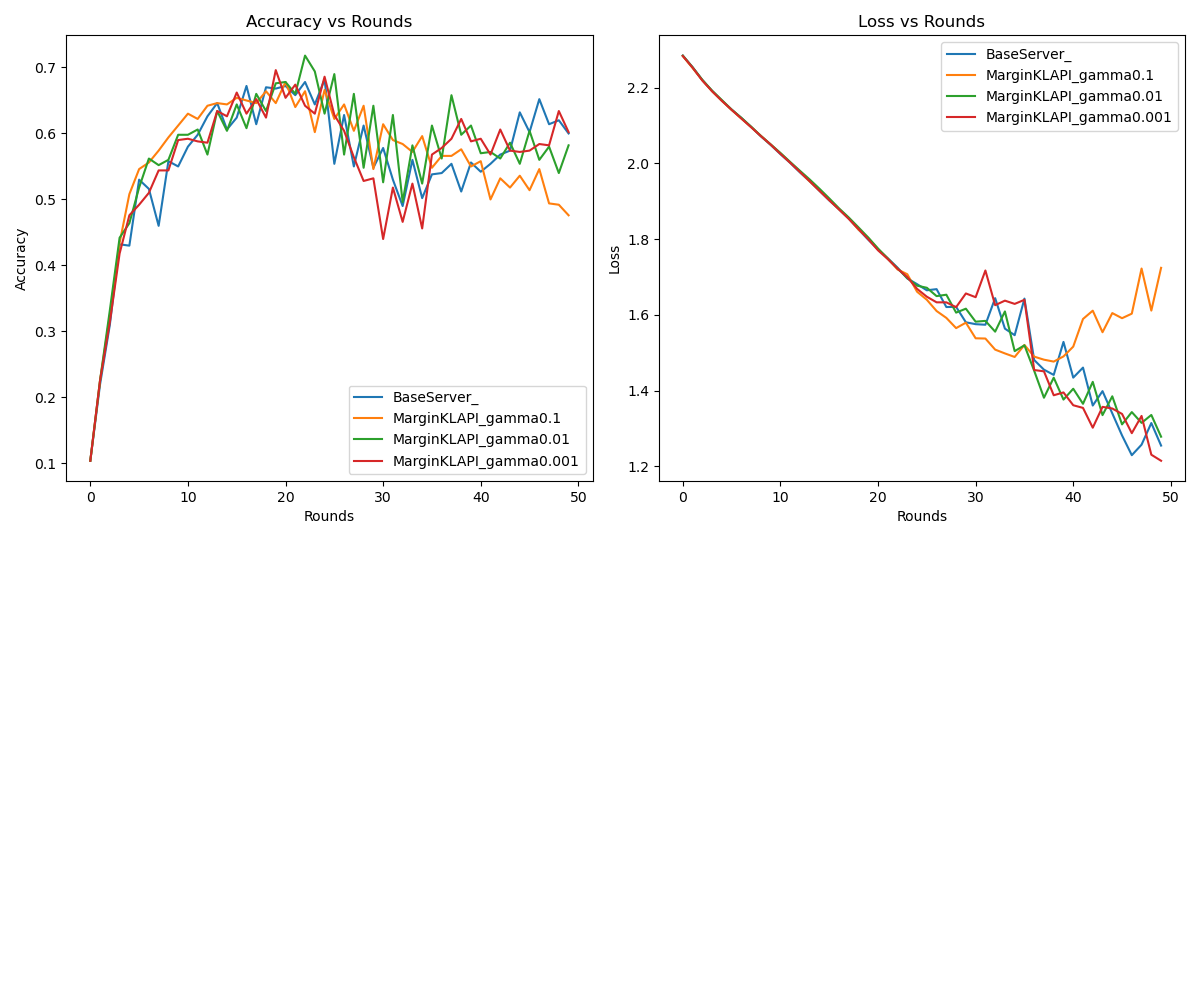 Accuracy vs Rounds
Accuracy
0.7
0.6
0.5
0.4
0.3
0.2
0.1
BaseServer_
MarginKLAPI_gamma0.1
MarginKLAPI_gamma0.01
MarginKLAPI_gamma0.001
0 10 20 30 40 50
Rounds
Loss vs Rounds
Loss
2.2
2.0
1.8
1.6
1.4
1.2
BaseServer_
MarginKLAPI_gamma0.1
MarginKLAPI_gamma0.01
MarginKLAPI_gamma0.001
0 10 20 30 40 50
Rounds